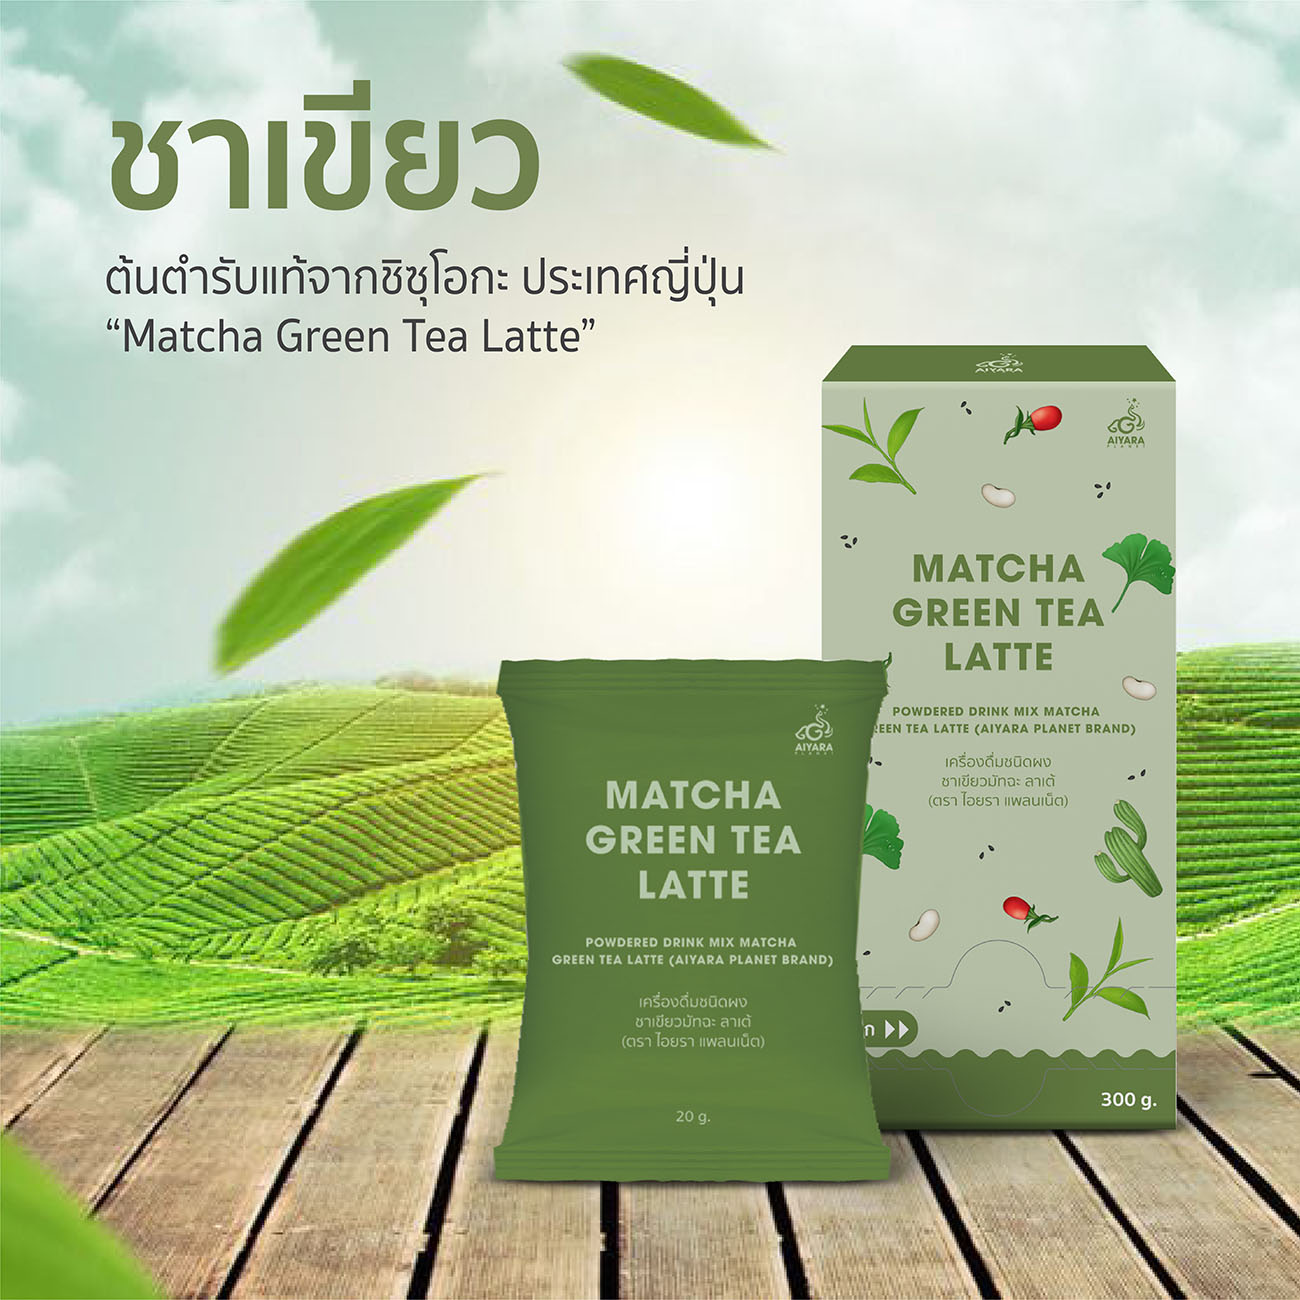 ชาเขียว
ต้นตำรับแท้จากชิซุโอกะ ประเทศญี่ปุ่น
“Matcha Green Tea Latte”
AIYARA
AIYARA
PLANET
MATCHA
GREEN TEA
LATTE
POWDERED DRINK MIX MATCHA
TEA LATTE (AIYARA PLANET BRAND)
เครื่องดื่มชนิดผง
ชาเขียวมัทฉะ ลาเต้
(ตรา ไอยรา แพลนเน็ต)
300 g.
AIYARA
PLANET
MATCHA
GREEN TEA
LATTE
POWDERED DRINK MIX MATCHA
GREEN TEA LATTE (AIYARA PLANET BRAND)
เครื่องดื่มชนิดผง
ชาเขียวมัทฉะ ลาเต้
(ตรา ไอยรา แพลนเน็ต)
20 g.